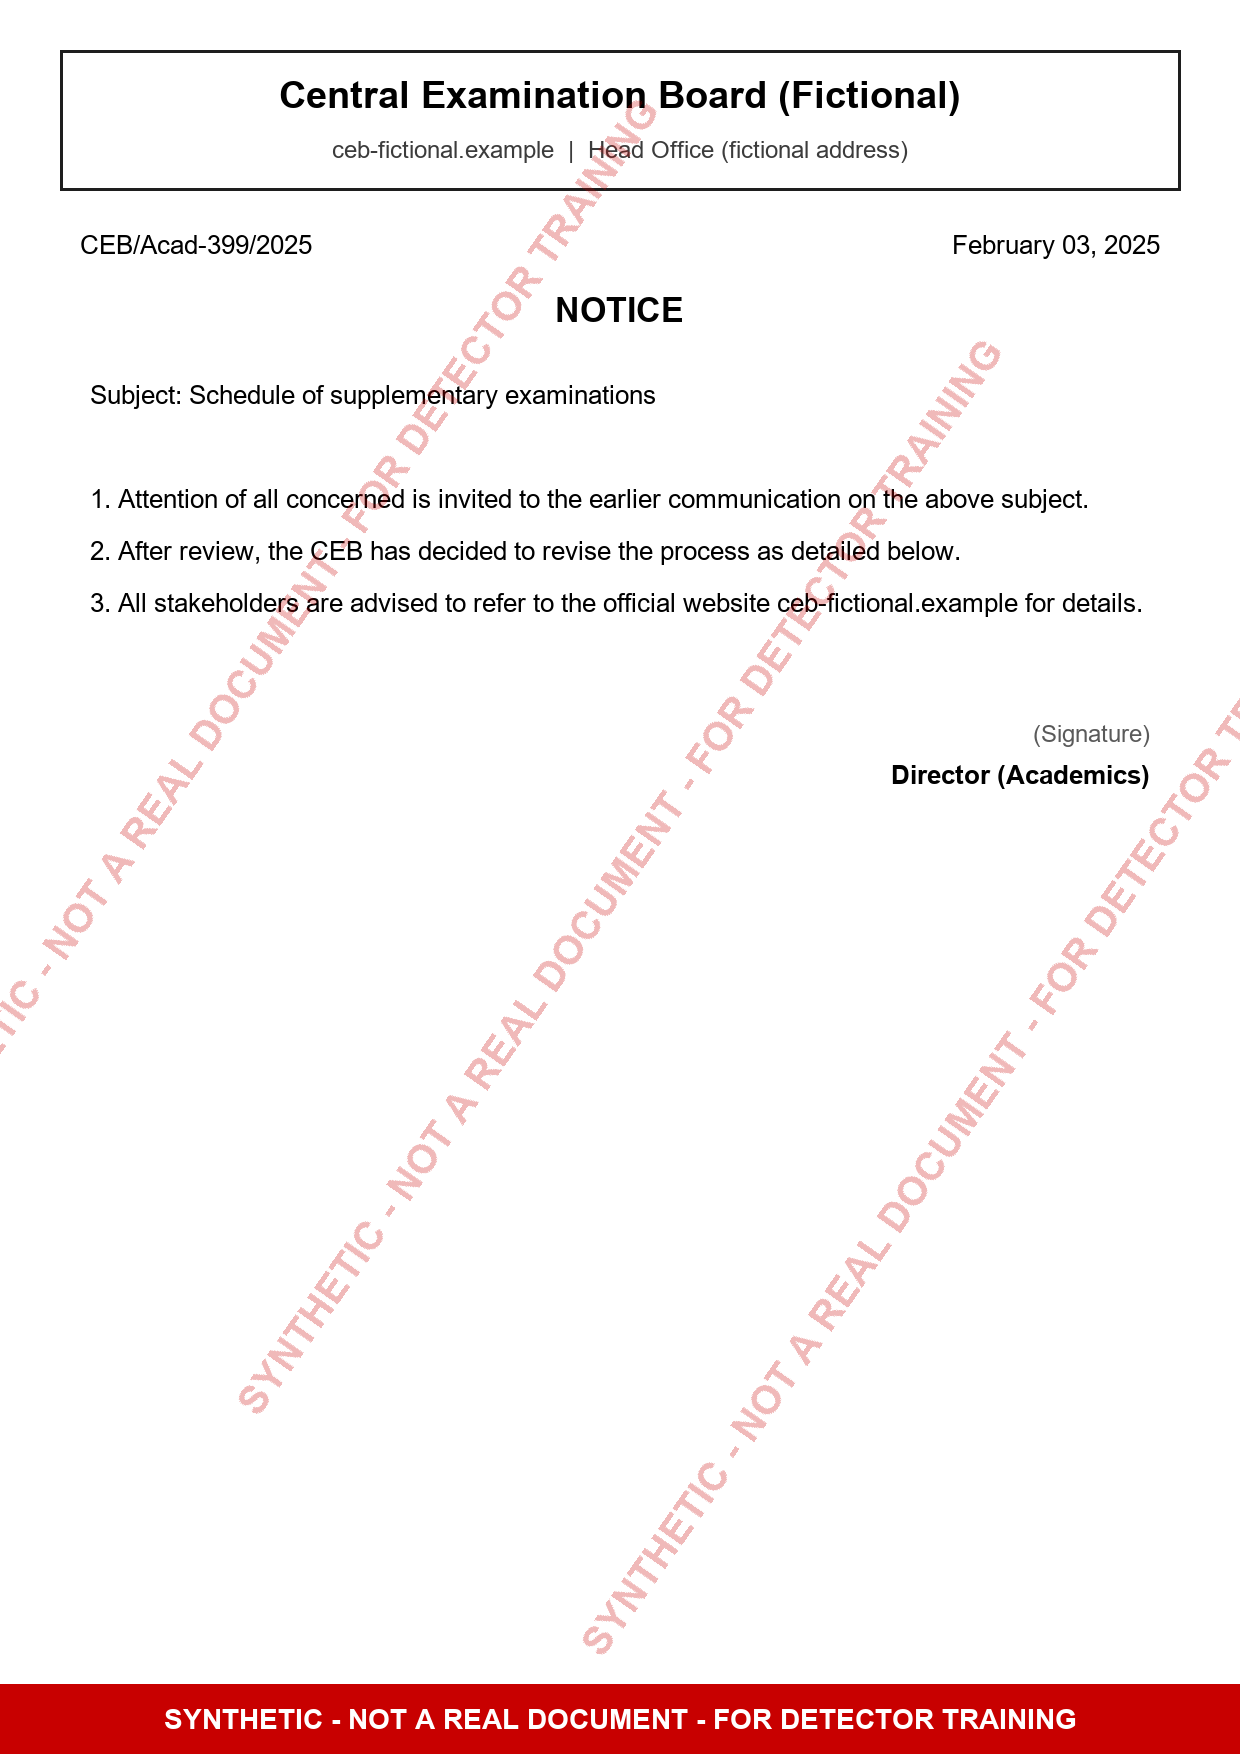 Central Examination Board (Fictional)
ceb-fictional.example | Head Office (fictional address)
CEB/Acad-399/2025 February 03, 2025
NOTICE
Subject: Schedule of supplementary examinations
1. Attention of all concerned is invited to the earlier communication on the above subject.
2. After review, the CEB has decided to revise the process as detailed below.
3. All stakeholders are advised to refer to the official website ceb-fictional.example for details.
(Signature)
Director (Academics)
ETIC - NOT A REAL DOCUMENT - FOR DETECTOR TRAINING
SYNTHETIC - NOT A REAL DOCUMENT - FOR DETECTOR TRAINING
SYNTHETIC - NOT A REAL DOCUMENT - FOR DETECTOR TR
SYNTHETIC - NOT A REAL DOCUMENT - FOR DETECTOR TRAINING